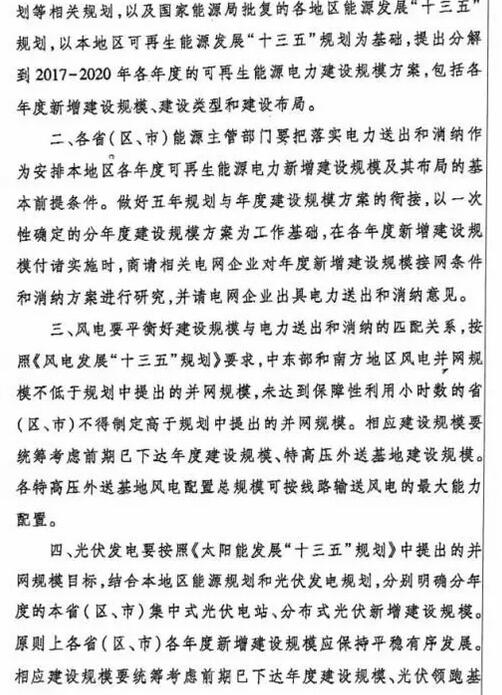 划等相关规划,以及国家能源局批复的各地区能源发展“十三五”
规划,以本地区可再生能源发展“十三五”规划为基础,提出分解
到2017-2020年各年度的可再生能源电力建设规模方案,包括各
年度新增建设规模、建设类型和建设布局。
二、各省(区、市)能源主管部门要把落实电力送出和消纳作
为安排本地区各年度可再生能源电力新增建设规模及其布局的基
本前提条件。做好五年规划与年度建设规模方案的衔接,以一次
性确定的分年度建设规模方案为工作基础,在各年度新增建设规
模付诸实施时,商请相关电网企业对年度新增建设规模接网条件
和消纳方案进行研究,并请电网企业出具电力送出和消纳意见。
三、风电要平衡好建设规模与电力送出和消纳的匹配关系,按
照《风电发展“十三五”规划》要求,中东部和南方地区风电并网规
模不低于规划中提出的并网规模,未达到保障性利用小时数的省
(区、市)不得制定高于规划中提出的并网规模。相应建设规模要
统筹考虑前期已下达年度建设规模、特高压外送基地建设规模。
各特高压外送基地风电配置总规模可按线路输送风电的最大能力
配置。
四、光伏发电要按照《太阳能发展“十三五”规划》中提出的并
网规模目标,结合本地区能源规划和光伏发电规划,分别明确分年
度的本省(区、市)集中式光伏电站、分布式光伏新增建设规模。
原则上各省(区、市)各年度新增建设规模应保持平稳有序发展。
相应建设规模要统筹考虑前期已下达年度建设规模、光伏领跑基